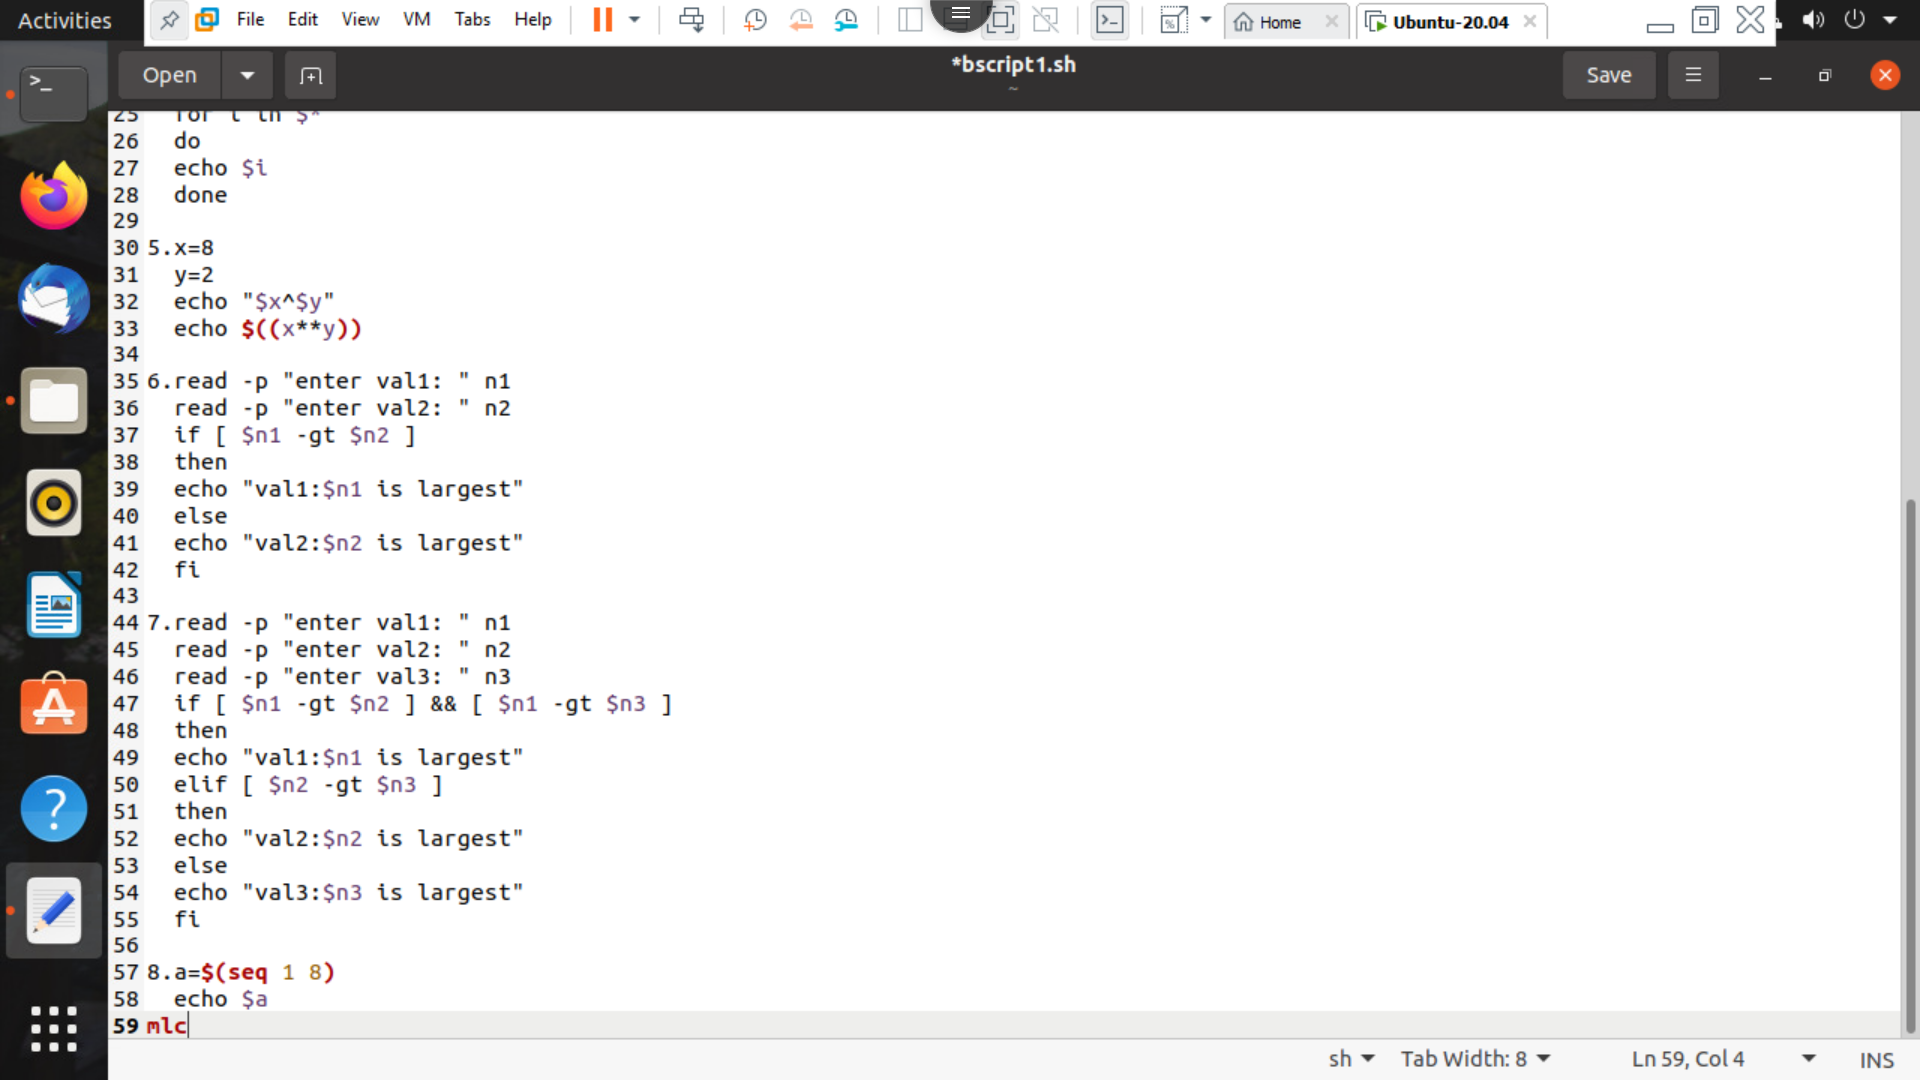 Activities
File Edit View VM Tabs Help
Home
Ubuntu-20.04
Open
*bscript1.sh
~
Save
25 for i in $*
26 do
27 echo $i
28 done
29
30 5.x=8
31 y=2
32 echo "$x^$y"
33 echo $((x**y))
34
35 6.read -p "enter val1: " n1
36 read -p "enter val2: " n2
37 if [ $n1 -gt $n2 ]
38 then
39 echo "val1:$n1 is largest"
40 else
41 echo "val2:$n2 is largest"
42 fi
43
44 7.read -p "enter val1: " n1
45 read -p "enter val2: " n2
46 read -p "enter val3: " n3
47 if [ $n1 -gt $n2 ] && [ $n1 -gt $n3 ]
48 then
49 echo "val1:$n1 is largest"
50 elif [ $n2 -gt $n3 ]
51 then
52 echo "val2:$n2 is largest"
53 else
54 echo "val3:$n3 is largest"
55 fi
56
57 8.a=$(seq 1 8)
58 echo $a
59 mlc
sh Tab Width: 8 Ln 59, Col 4 INS